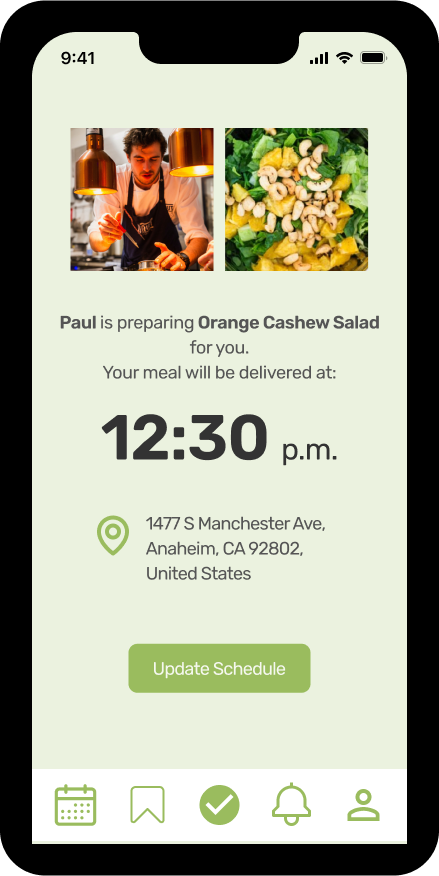 9:41
Paul is preparing Orange Cashew Salad
for you.
Your meal will be delivered at:
12:30 p.m.
1477 S Manchester Ave,
Anaheim, CA 92802,
United States
Update Schedule